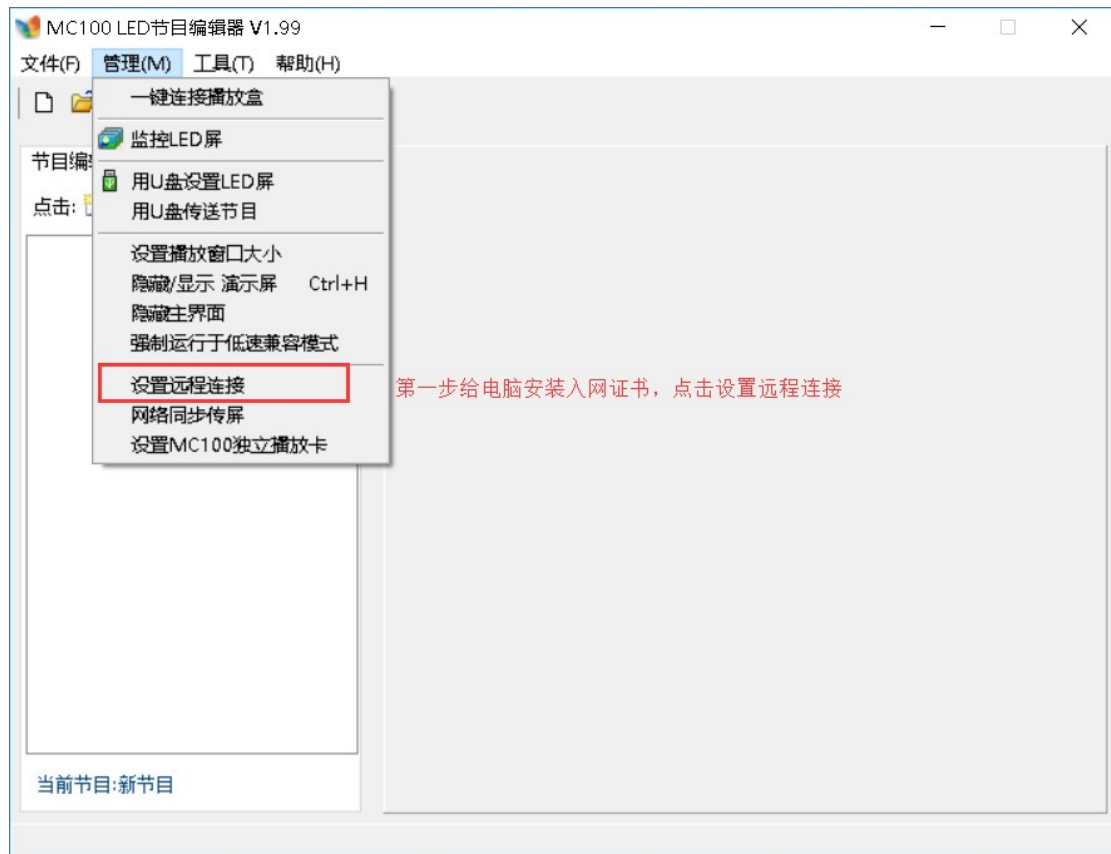 MC100 LED节目编辑器 V1.99
文件(F) 管理(M) 工具(T) 帮助(H)
一键连接播放盒
监控LED屏
节目编
用U盘设置LED屏
点击:
用U盘传送节目
设置播放窗口大小
隐藏/显示 演示屏 Ctrl+H
隐藏主界面
强制运行于低速兼容模式
设置远程连接
第一步给电脑安装入网证书，点击设置远程连接
网络同步传屏
设置MC100独立播放卡
当前节目:新节目